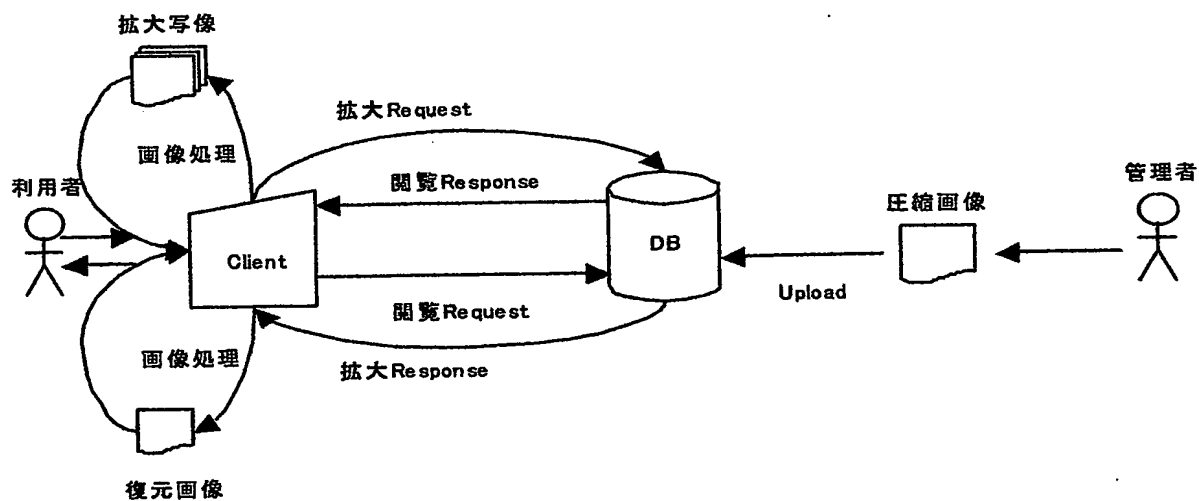 拡大写像
拡大Request
画像処理
利用者
閲覧Response
管理者
圧縮画像
Client
DB
Upload
閲覧Request
画像処理
拡大Response
復元画像